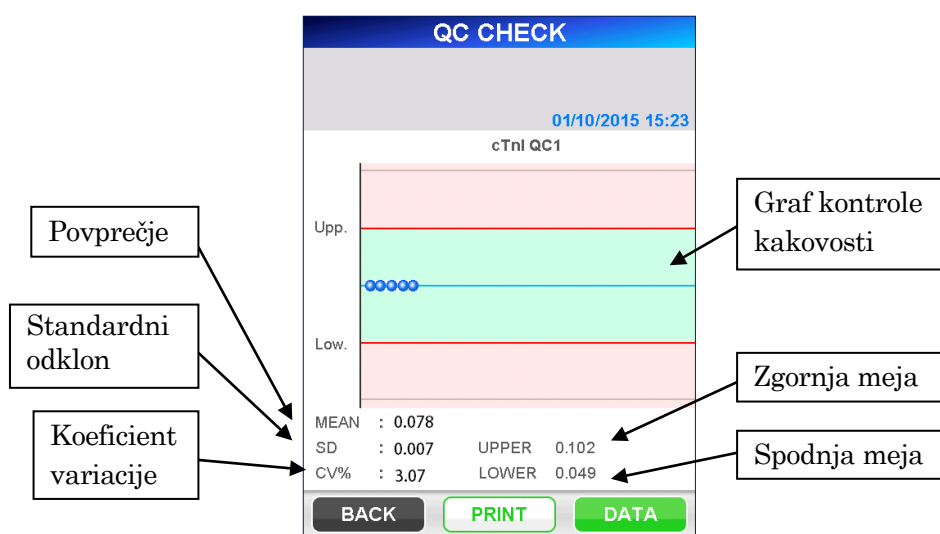 QC CHECK
01/10/2015 15:23
cTnI QC1
Upp.
Low.
MEAN : 0.078
SD : 0.007 UPPER 0.102
CV% : 3.07 LOWER 0.049
BACK PRINT DATA
Povprečje
Standardni
odklon
Koeficient
variacije
Graf kontrole
kakovosti
Zgornja meja
Spodnja meja